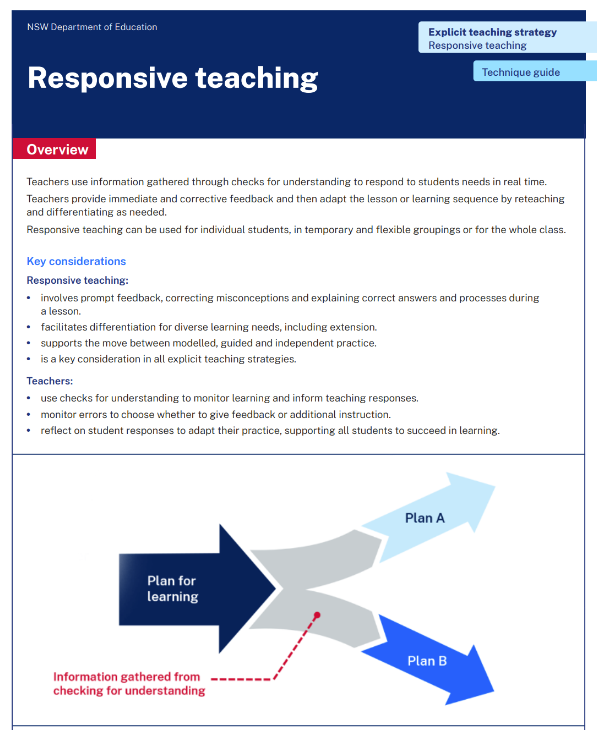 NSW Department of Education
Explicit teaching strategy
Responsive teaching
Technique guide
Responsive teaching
Overview
Teachers use information gathered through checks for understanding to respond to students needs in real time.
Teachers provide immediate and corrective feedback and then adapt the lesson or learning sequence by reteaching
and differentiating as needed.
Responsive teaching can be used for individual students, in temporary and flexible groupings or for the whole class.
Key considerations
Responsive teaching:
• involves prompt feedback, correcting misconceptions and explaining correct answers and processes during
a lesson.
• facilitates differentiation for diverse learning needs, including extension.
• supports the move between modelled, guided and independent practice.
• is a key consideration in all explicit teaching strategies.
Teachers:
• use checks for understanding to monitor learning and inform teaching responses.
• monitor errors to choose whether to give feedback or additional instruction.
• reflect on student responses to adapt their practice, supporting all students to succeed in learning.
Plan A
Plan for
learning
Plan B
Information gathered from
checking for understanding